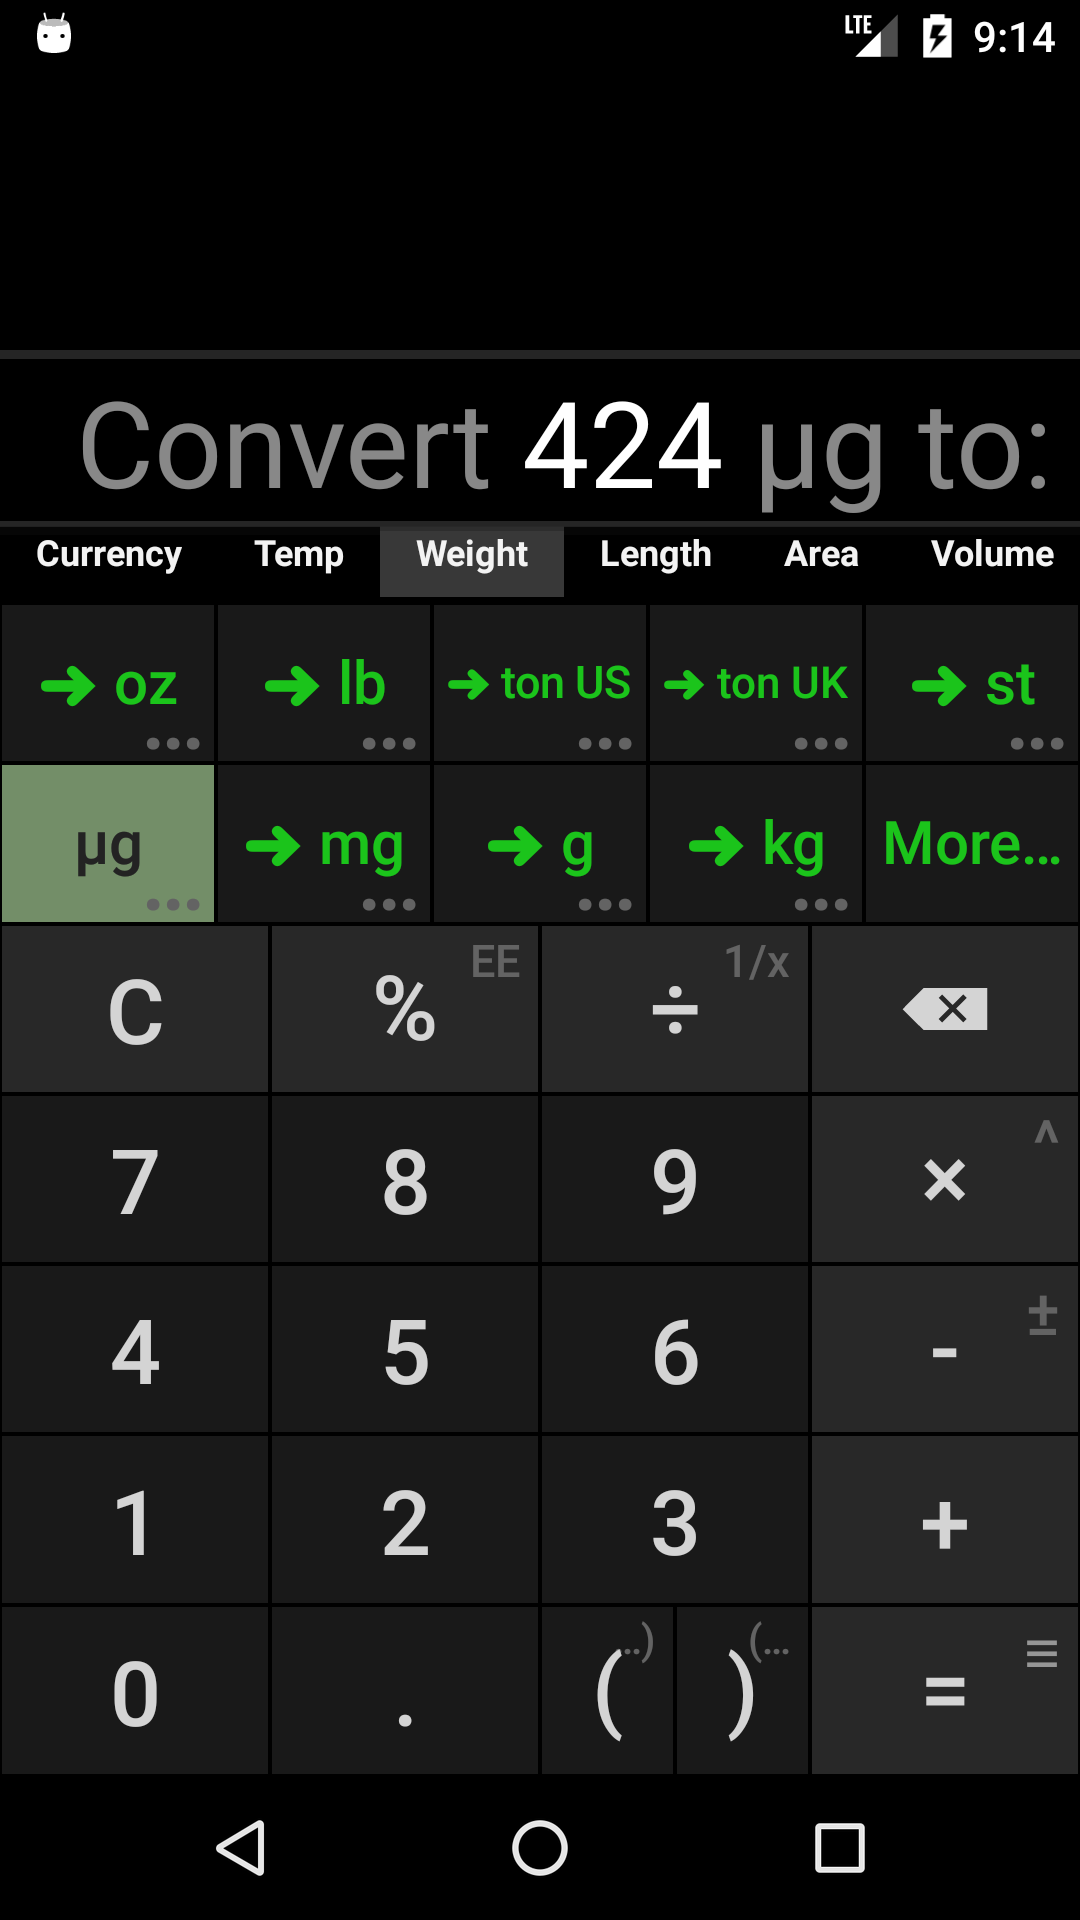 LTE 9:14
Convert 424 µg to:
Currency Temp Weight Length Area Volume
→ oz → lb → ton US → ton UK → st
µg → mg → g → kg More...
C % EE ÷ 1/x
7 8 9 × ^
4 5 6 - ±
1 2 3 +
0 . ( ..) ) (... =